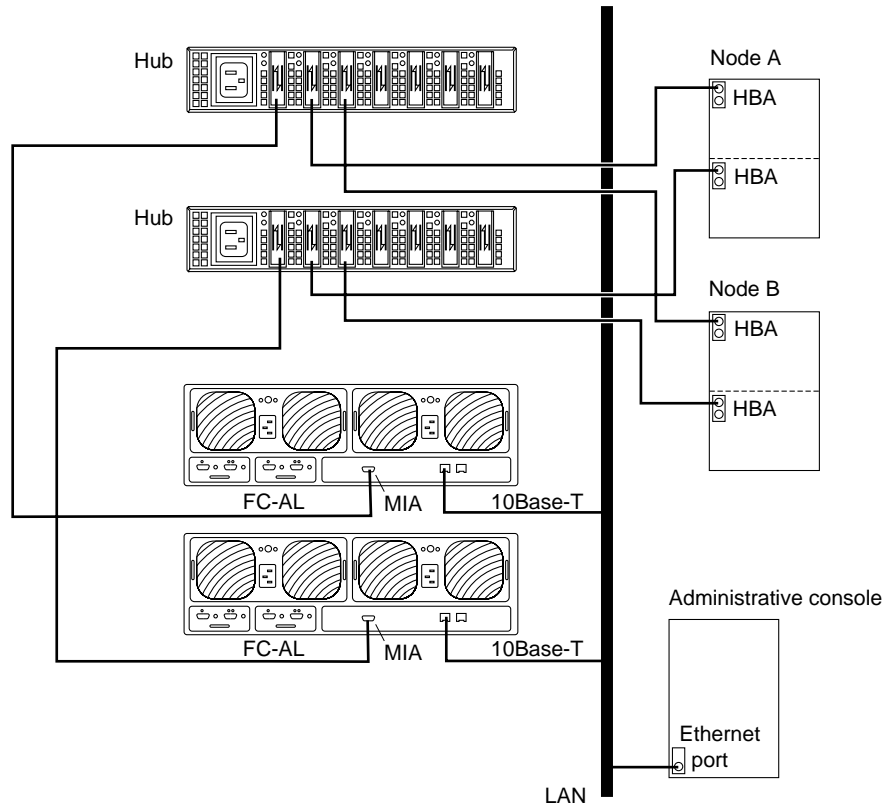 Hub
Node A
HBA
HBA
Hub
Node B
HBA
HBA
FC-AL
MIA
10Base-T
FC-AL
MIA
10Base-T
Administrative console
Ethernet
port
LAN